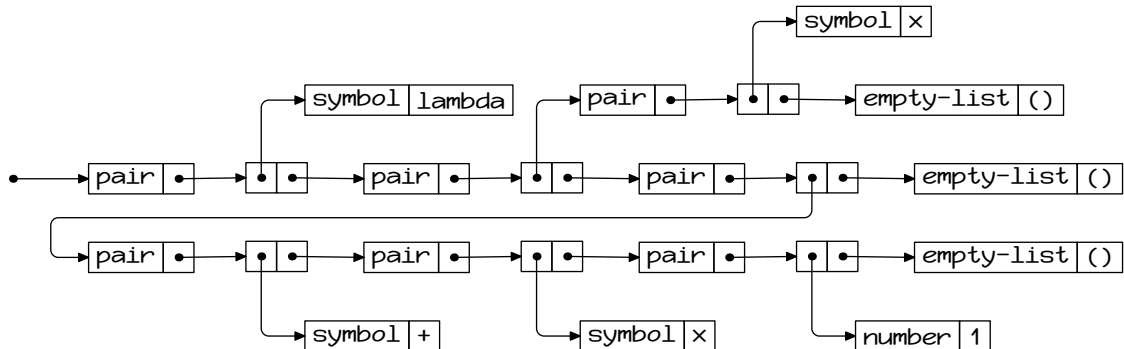 symbol x
symbol lambda pair empty-list ()
pair pair pair empty-list ()
pair pair pair empty-list ()
symbol + symbol x number 1